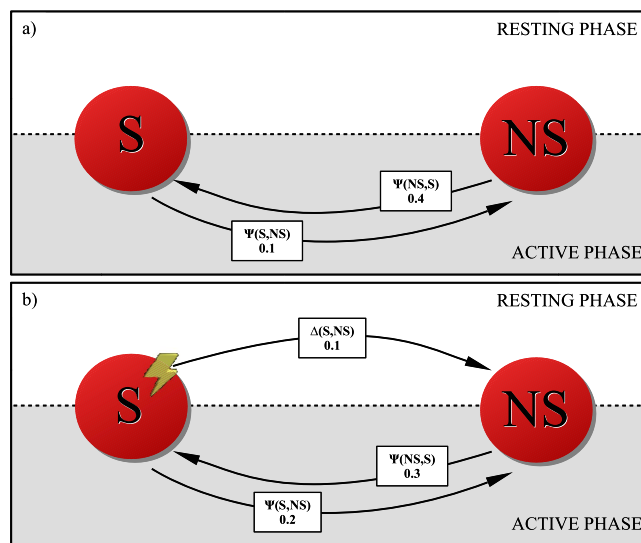 a)
RESTING PHASE
S
NS
Ψ(NS,S)
0.4
Ψ(S,NS)
0.1
ACTIVE PHASE
b)
RESTING PHASE
Δ(S,NS)
0.1
S
NS
Ψ(NS,S)
0.3
Ψ(S,NS)
0.2
ACTIVE PHASE